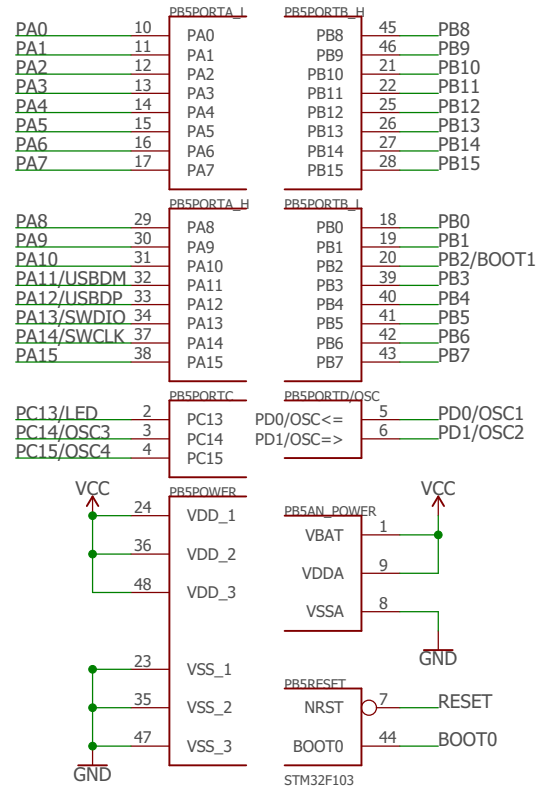 PB5PORTA_L PB5PORTB_H
PA0 10 PA0 PB8 45 PB8
PA1 11 PA1 PB9 46 PB9
PA2 12 PA2 PB10 21 PB10
PA3 13 PA3 PB11 22 PB11
PA4 14 PA4 PB12 25 PB12
PA5 15 PA5 PB13 26 PB13
PA6 16 PA6 PB14 27 PB14
PA7 17 PA7 PB15 28 PB15
PB5PORTA_H PB5PORTB_L
PA8 29 PA8 PB0 18 PB0
PA9 30 PA9 PB1 19 PB1
PA10 31 PA10 PB2 20 PB2/BOOT1
PA11/USBDM 32 PA11 PB3 39 PB3
PA12/USBDP 33 PA12 PB4 40 PB4
PA13/SWDIO 34 PA13 PB5 41 PB5
PA14/SWCLK 37 PA14 PB6 42 PB6
PA15 38 PA15 PB7 43 PB7
PB5PORTC PB5PORTD/OSC
PC13/LED 2 PC13 PD0/OSC<= 5 PD0/OSC1
PC14/OSC3 3 PC14 PD1/OSC=> 6 PD1/OSC2
PC15/OSC4 4 PC15
VCC PB5POWER VCC
24 VDD_1 PB5AN_POWER
VBAT 1
36 VDD_2
VDDA 9
48 VDD_3
VSSA 8
GND
23 VSS_1
PB5RESET
35 VSS_2 NRST 7 RESET
47 VSS_3 BOOT0 44 BOOT0
GND
STM32F103